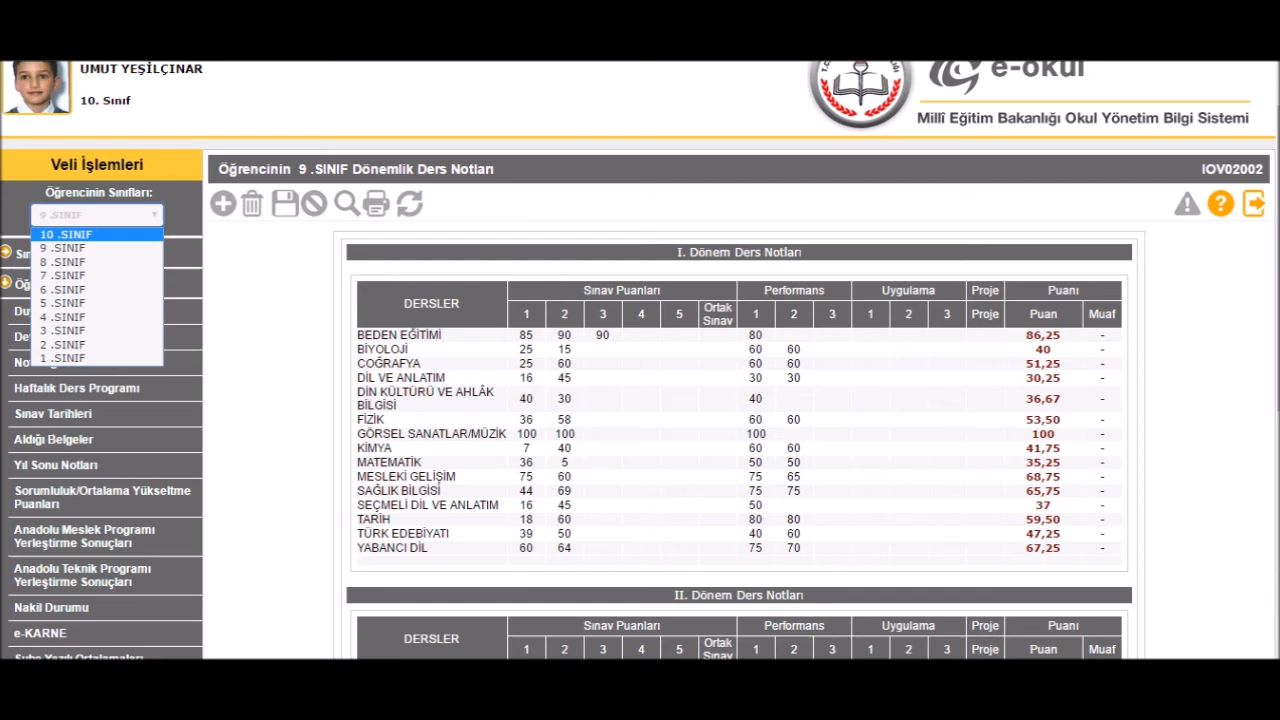 UMUT YEŞİLÇINAR
10. Sınıf
e-okul
Millî Eğitim Bakanlığı Okul Yönetim Bilgi Sistemi
Veli İşlemleri
Öğrencinin Sınıfları:
9 .SINIF
10 .SINIF
9 .SINIF
8 .SINIF
7 .SINIF
6 .SINIF
5 .SINIF
4 .SINIF
3 .SINIF
2 .SINIF
1 .SINIF
Haftalık Ders Programı
Sınav Tarihleri
Aldığı Belgeler
Yıl Sonu Notları
Sorumluluk/Ortalama Yükseltme
Puanları
Anadolu Meslek Programı
Yerleştirme Sonuçları
Anadolu Teknik Programı
Yerleştirme Sonuçları
Nakil Durumu
e-KARNE
Şube Yazılı Ortalamaları
Öğrencinin 9 .SINIF Dönemlik Ders Notları IOV02002
I. Dönem Ders Notları
DERSLER Sınav Puanları Performans Uygulama Proje Puanı
1 2 3 4 5 Ortak Sınav 1 2 3 1 2 3 Proje Puan Muaf
BEDEN EĞİTİMİ 85 90 90 80 86,25 -
BİYOLOJİ 25 15 60 60 40 -
COĞRAFYA 25 60 60 60 51,25 -
DİL VE ANLATIM 16 45 30 30 30,25 -
DİN KÜLTÜRÜ VE AHLÂK
BİLGİSİ 40 30 40 36,67 -
FİZİK 36 58 60 60 53,50 -
GÖRSEL SANATLAR/MÜZİK 100 100 100 100 -
KİMYA 7 40 60 60 41,75 -
MATEMATİK 36 5 50 50 35,25 -
MESLEKİ GELİŞİM 75 60 75 65 68,75 -
SAĞLIK BİLGİSİ 44 69 75 75 65,75 -
SEÇMELİ DİL VE ANLATIM 16 45 50 37 -
TARİH 18 60 80 80 59,50 -
TÜRK EDEBİYATI 39 50 40 60 47,25 -
YABANCI DİL 60 64 75 70 67,25 -
II. Dönem Ders Notları
DERSLER Sınav Puanları Performans Uygulama Proje Puanı
1 2 3 4 5 Ortak Sınav 1 2 3 1 2 3 Proje Puan Muaf